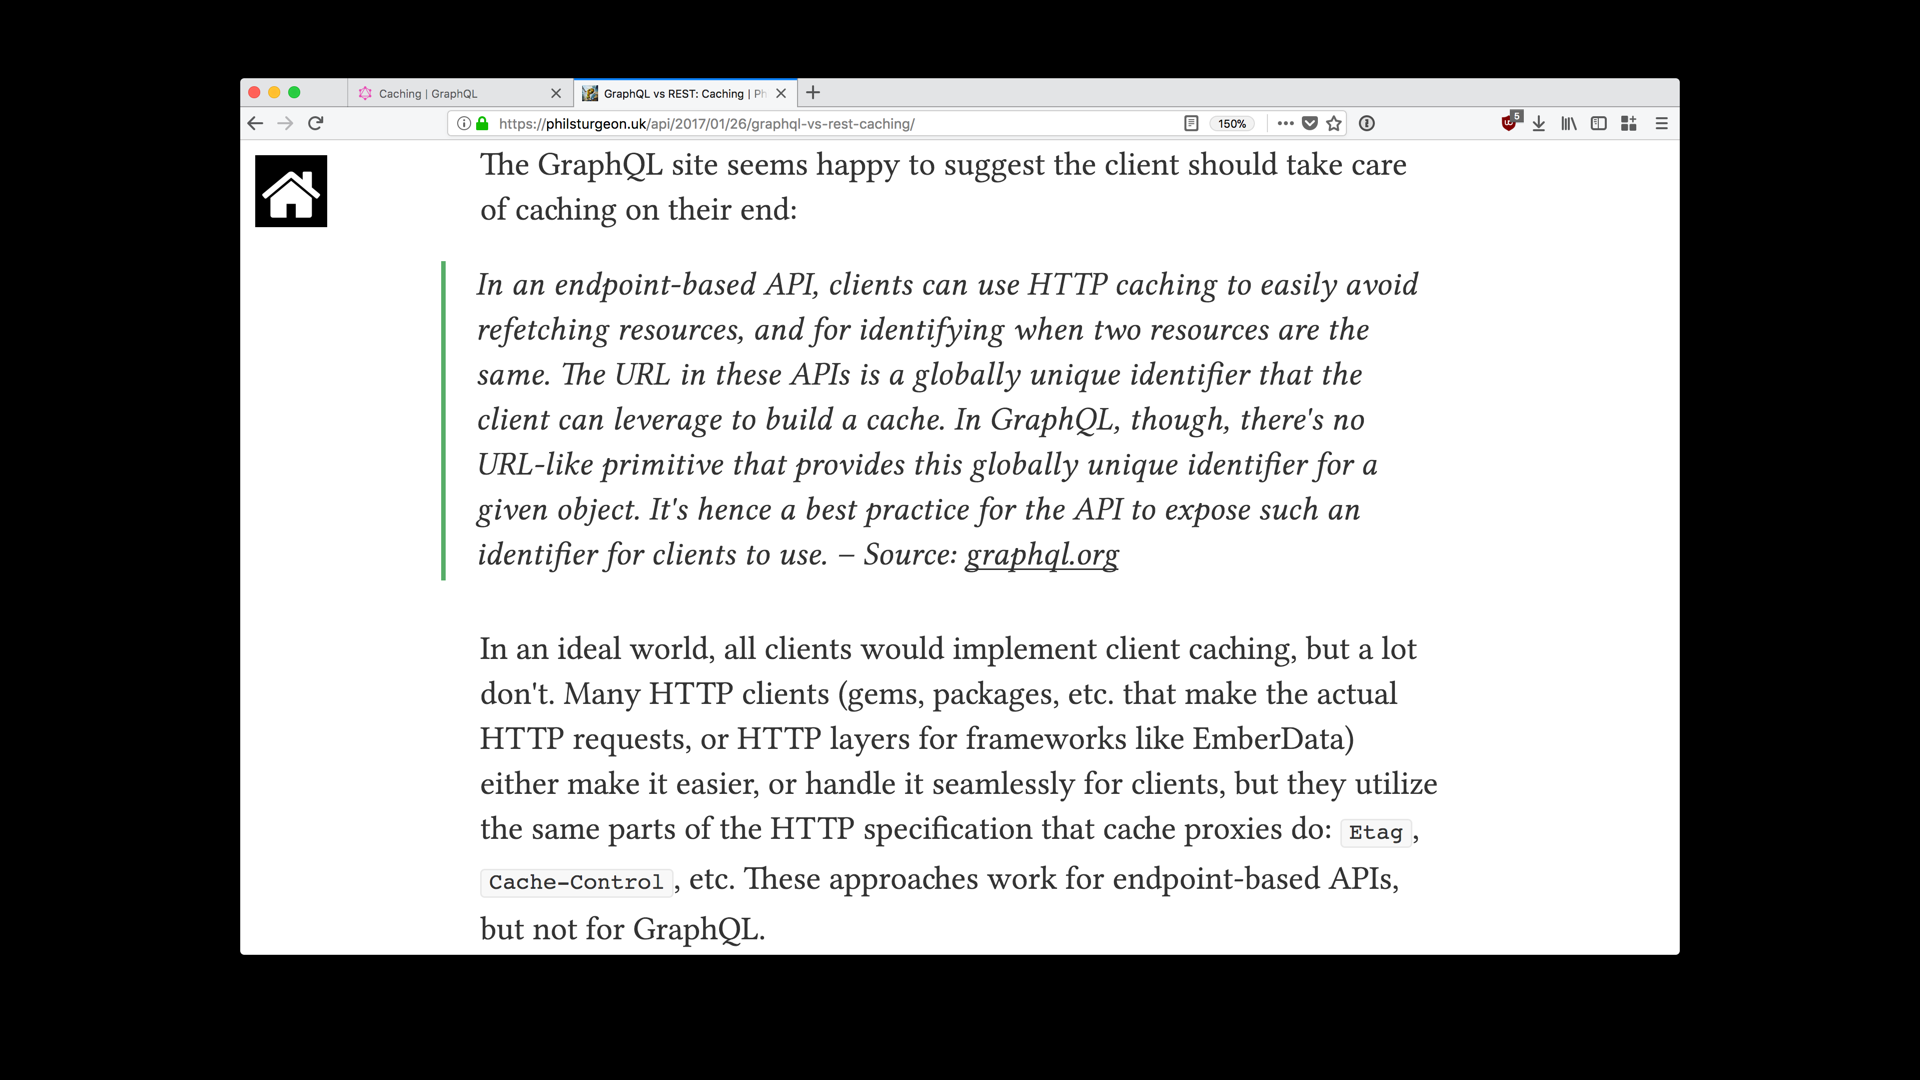 Caching | GraphQL
GraphQL vs REST: Caching | Ph
https://philsturgeon.uk/api/2017/01/26/graphql-vs-rest-caching/
150%
5
The GraphQL site seems happy to suggest the client should take care
of caching on their end:
In an endpoint-based API, clients can use HTTP caching to easily avoid
refetching resources, and for identifying when two resources are the
same. The URL in these APIs is a globally unique identifier that the
client can leverage to build a cache. In GraphQL, though, there's no
URL-like primitive that provides this globally unique identifier for a
given object. It's hence a best practice for the API to expose such an
identifier for clients to use. – Source: graphql.org
In an ideal world, all clients would implement client caching, but a lot
don't. Many HTTP clients (gems, packages, etc. that make the actual
HTTP requests, or HTTP layers for frameworks like EmberData)
either make it easier, or handle it seamlessly for clients, but they utilize
the same parts of the HTTP specification that cache proxies do: Etag,
Cache-Control, etc. These approaches work for endpoint-based APIs,
but not for GraphQL.